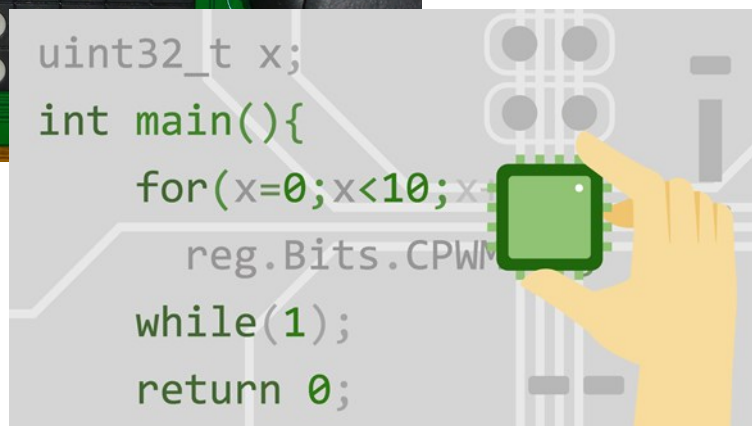 uint32_t x;
int main(){
for(x=0;x<10;x
reg.Bits.CPWM
while(1);
return 0;